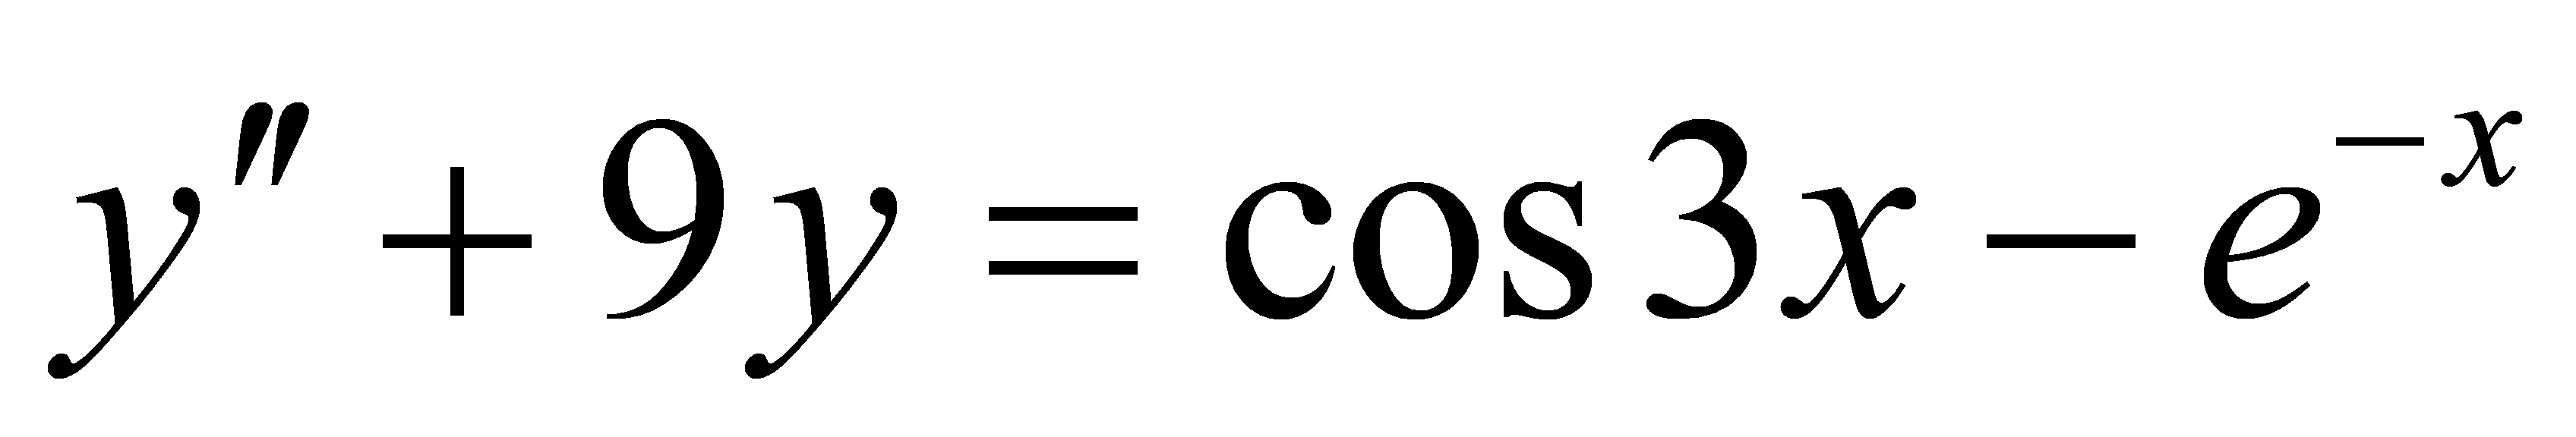 y″ + 9y = cos 3x − e⁻ˣ